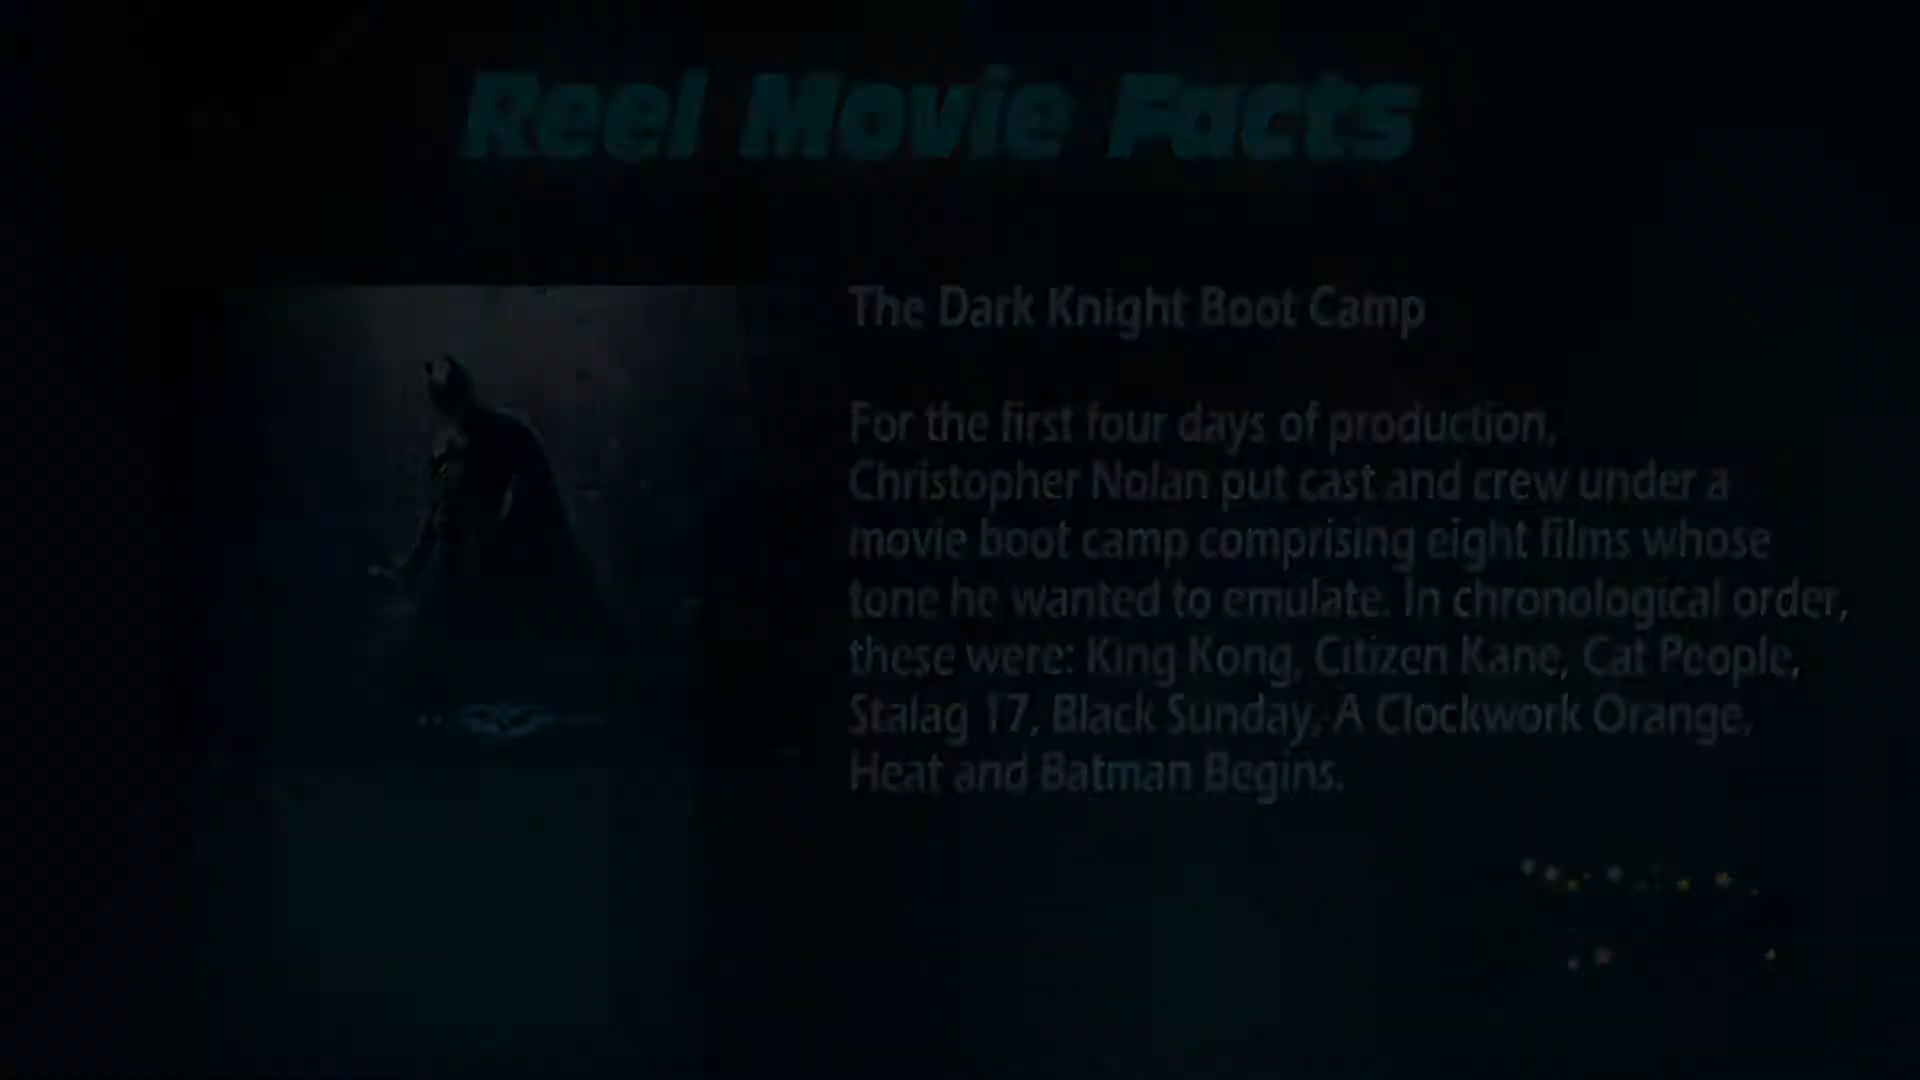 Reel Movie Facts
The Dark Knight Boot Camp
For the first four days of production,
Christopher Nolan put cast and crew under a
movie boot camp comprising eight films whose
tone he wanted to emulate. In chronological order,
these were: King Kong, Citizen Kane, Cat People,
Stalag 17, Black Sunday, A Clockwork Orange,
Heat and Batman Begins.